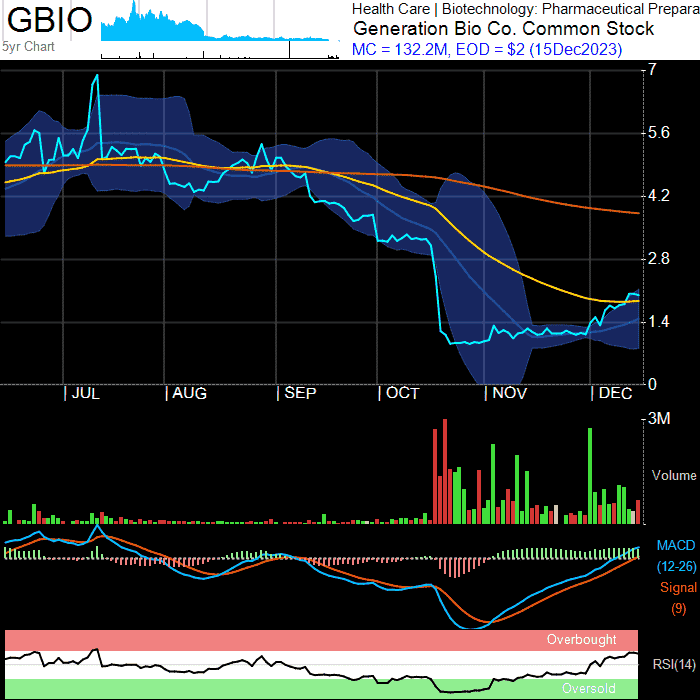 GBIO
5yr Chart
Health Care | Biotechnology: Pharmaceutical Prepara
Generation Bio Co. Common Stock
MC = 132.2M, EOD = $2 (15Dec2023)
7
5.6
4.2
2.8
1.4
0
| JUL | AUG | SEP | OCT | NOV | DEC
3M
Volume
MACD
(12-26)
Signal
(9)
Overbought
RSI(14)
Oversold